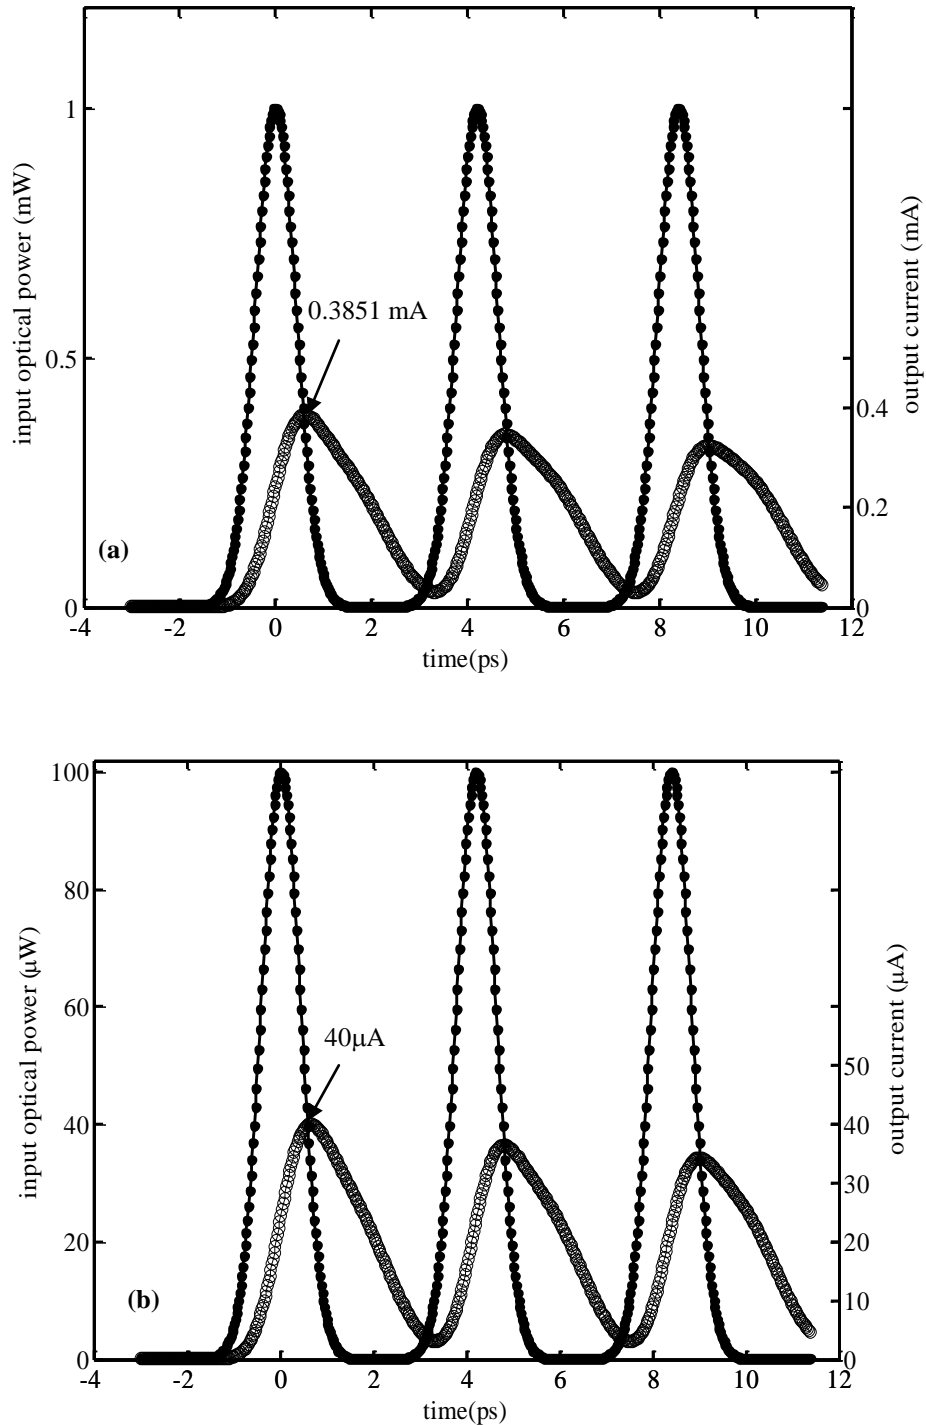 1
0.5
0
input optical power (mW)
0.3851 mA
(a)
0.4
0.2
0
output current (mA)
-4 -2 0 2 4 6 8 10 12
time(ps)
100
80
60
40
20
0
input optical power (μW)
40μA
(b)
50
40
30
20
10
0
output current (μA)
-4 -2 0 2 4 6 8 10 12
time(ps)